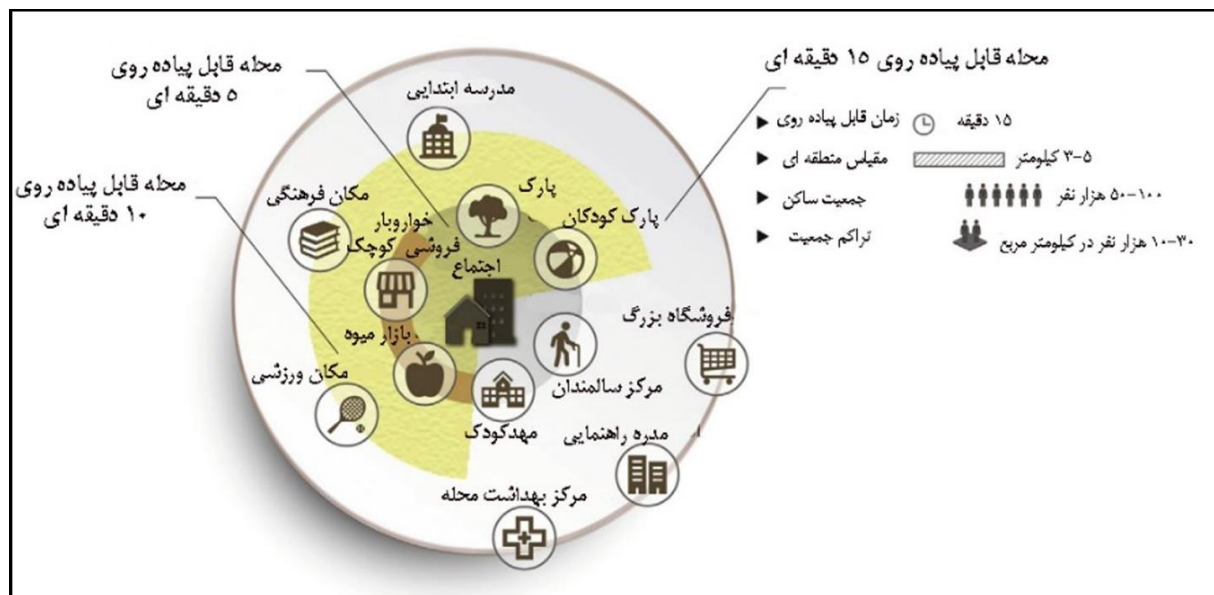 محله قابل پیاده روی
۵ دقیقه ای
محله قابل پیاده روی ۱۵ دقیقه ای
زمان قابل پیاده روی ۱۵ دقیقه
مقیاس منطقه ای ۳-۵ کیلومتر
جمعیت ساکن ۵۰-۱۰۰ هزار نفر
تراکم جمعیت ۱۰-۳۰ هزار نفر در کیلومتر مربع
محله قابل پیاده روی
۱۰ دقیقه ای
مدرسه ابتدایی
پارک
پارک کودکان
مکان فرهنگی
خواروبار
فروشی کوچک
اجتماع
بازار میوه
فروشگاه بزرگ
مکان ورزشی
مرکز سالمندان
مهدکودک
مدره راهنمایی
مرکز بهداشت محله